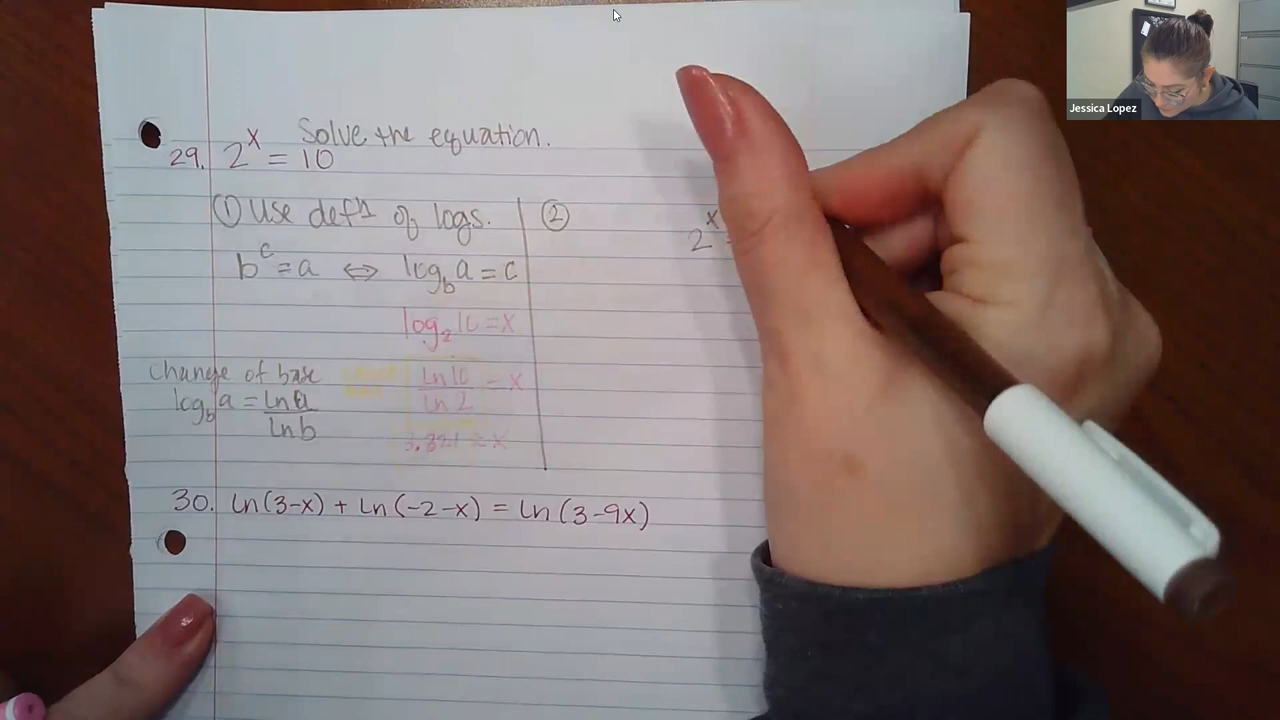 Jessica Lopez
Solve the equation.
29. 2^x = 10
① Use def'n of logs.
b^c = a ⇔ log_b a = c
log_2 10 = x
Change of base
log_b a = ln a / ln b
ln 10 / ln 2 = x
3.321 ≈ x
②
2^x
30. ln(3-x) + ln(-2-x) = ln(3-9x)